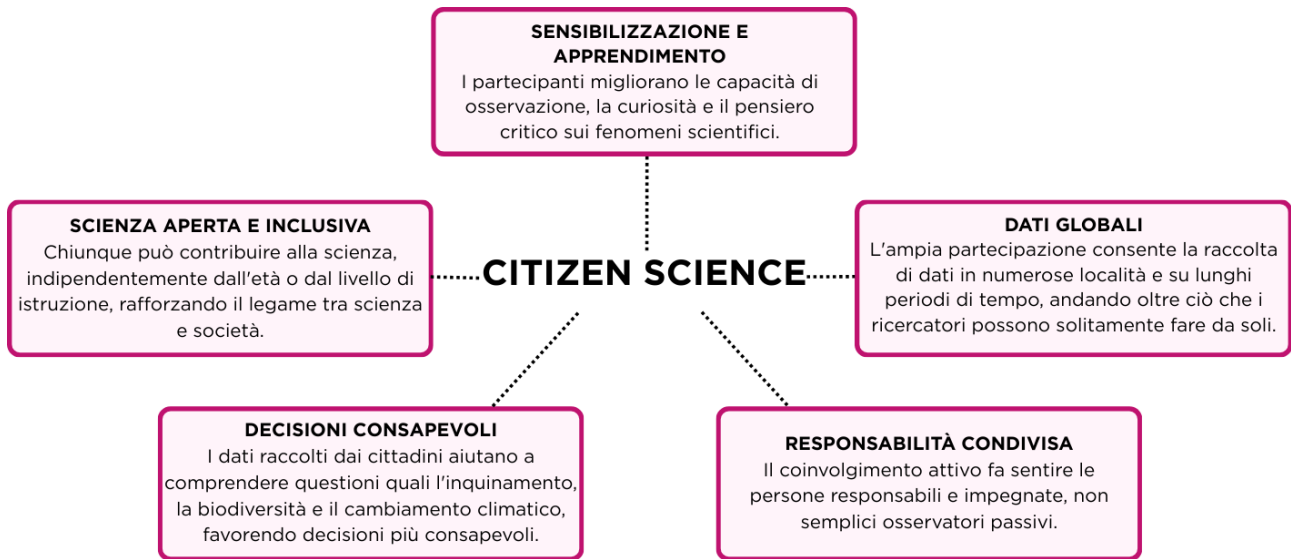 SENSIBILIZZAZIONE E
APPRENDIMENTO
I partecipanti migliorano le capacità di
osservazione, la curiosità e il pensiero
critico sui fenomeni scientifici.
SCIENZA APERTA E INCLUSIVA
Chiunque può contribuire alla scienza,
indipendentemente dall'età o dal livello di
istruzione, rafforzando il legame tra scienza
e società.
CITIZEN SCIENCE
DATI GLOBALI
L'ampia partecipazione consente la raccolta
di dati in numerose località e su lunghi
periodi di tempo, andando oltre ciò che i
ricercatori possono solitamente fare da soli.
DECISIONI CONSAPEVOLI
I dati raccolti dai cittadini aiutano a
comprendere questioni quali l'inquinamento,
la biodiversità e il cambiamento climatico,
favorendo decisioni più consapevoli.
RESPONSABILITÀ CONDIVISA
Il coinvolgimento attivo fa sentire le
persone responsabili e impegnate, non
semplici osservatori passivi.